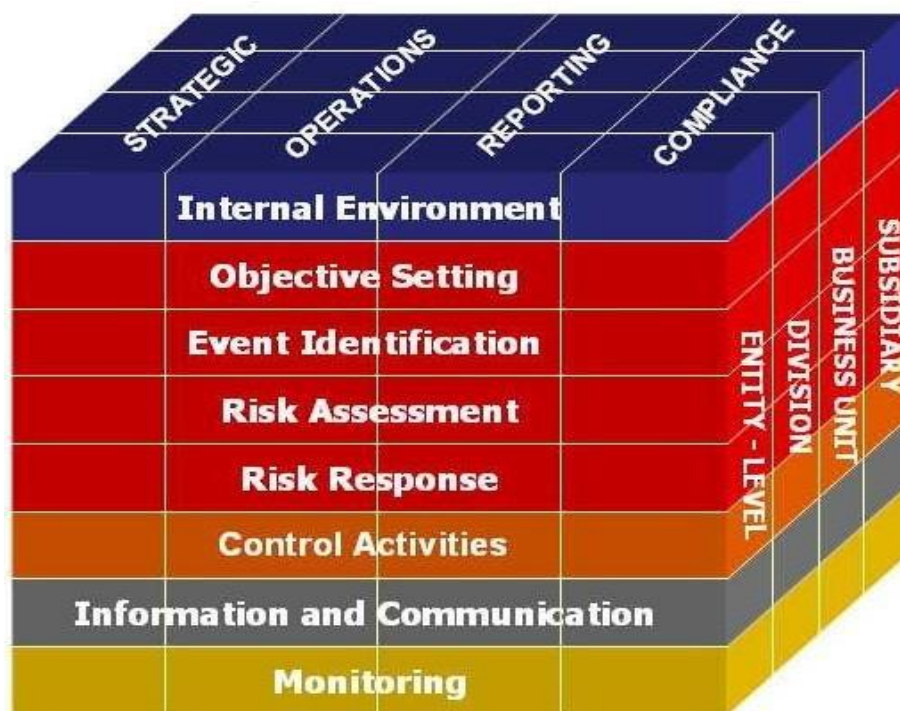 STRATEGIC
OPERATIONS
REPORTING
COMPLIANCE
Internal Environment
Objective Setting
Event Identification
Risk Assessment
Risk Response
Control Activities
Information and Communication
Monitoring
ENTITY - LEVEL
DIVISION
BUSINESS UNIT
SUBSIDIARY